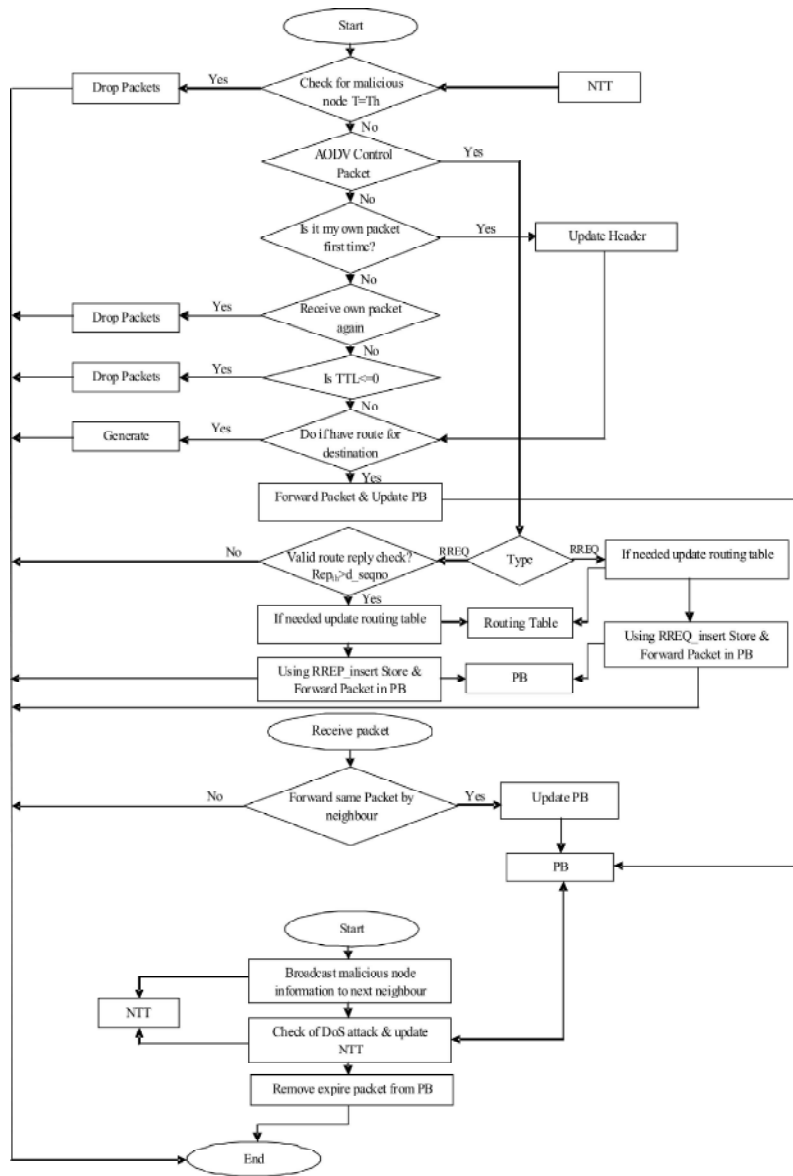 Start
Yes
Drop Packets
Check for malicious
node T=Th
NTT
No
AODV Control
Packet
Yes
No
Is it my own packet
first time?
Yes
Update Header
No
Yes
Drop Packets
Receive own packet
again
No
Yes
Drop Packets
Is TTL<=0
No
Generate
Yes
Do if have route for
destination
Yes
Forward Packet & Update PB
No
Valid route reply check?
Rep_th>d_seqno
RREQ
Type
RREQ
If needed update routing table
Yes
If needed update routing table
Routing Table
Using RREQ_insert Store &
Forward Packet in PB
Using RREP_insert Store &
Forward Packet in PB
PB
Receive packet
No
Forward same Packet by
neighbour
Yes
Update PB
PB
Start
Broadcast malicious node
information to next neighbour
NTT
Check of DoS attack & update
NTT
Remove expire packet from PB
End